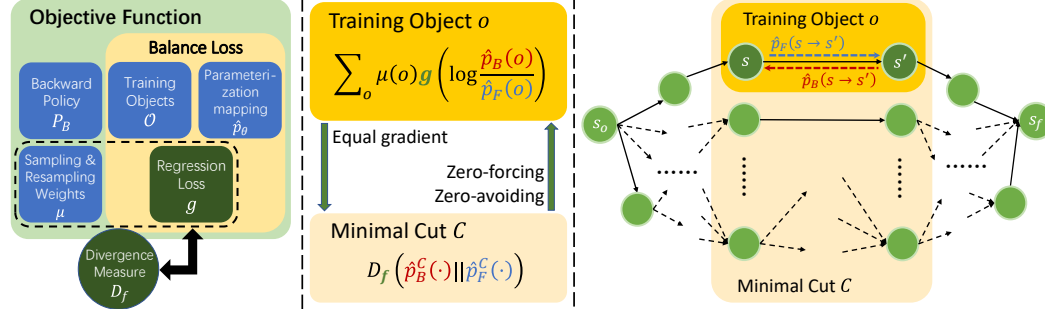 Objective Function
Balance Loss
Backward
Policy
P_B
Training
Objects
𝒪
Parameteri-
zation
mapping
p̂_θ
Sampling &
Resampling
Weights
μ
Regression
Loss
g
Divergence
Measure
D_f
Training Object o
∑_o μ(o) g (log p̂_B(o) / p̂_F(o))
Equal gradient
Zero-forcing
Zero-avoiding
Minimal Cut C
D_f (p̂_B^C(·)||p̂_F^C(·))
Training Object o
p̂_F(s → s′)
s
s′
p̂_B(s → s′)
s_o
s_f
Minimal Cut C